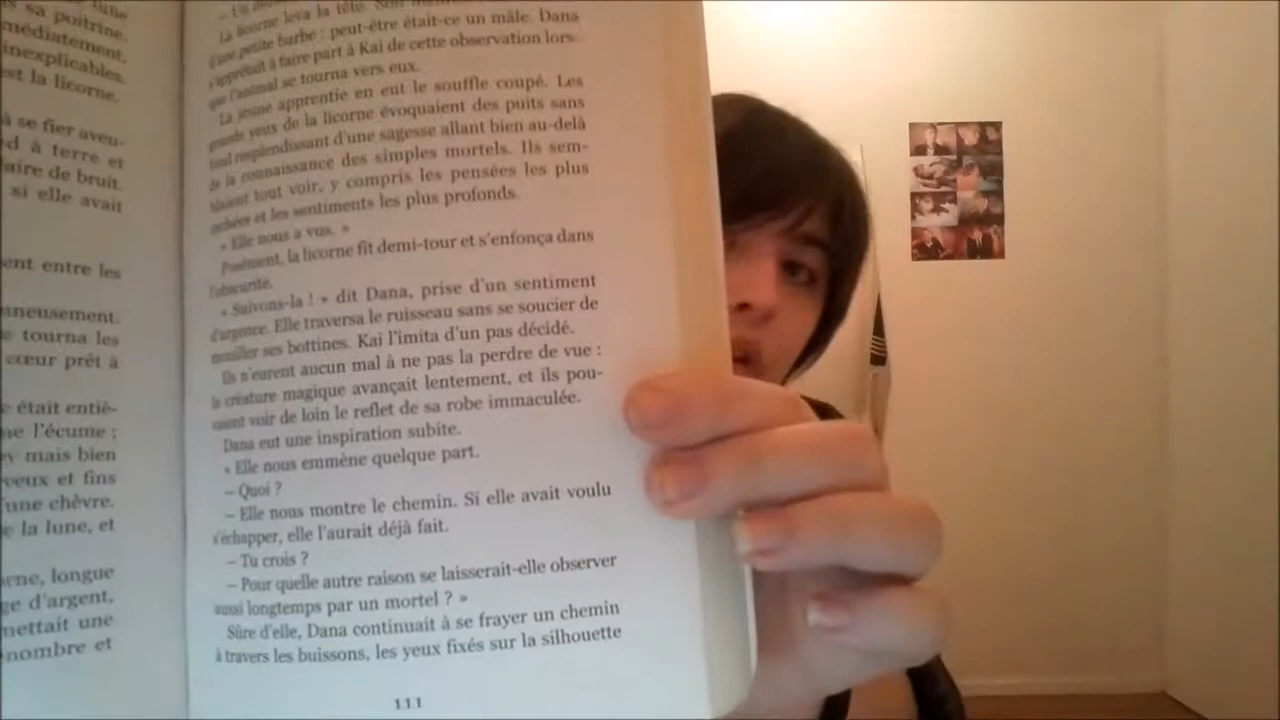 sa poitrine.
médiatement,
inexplicables.
est la licorne.
à se fier aveu-
d à terre et
aire de bruit.
si elle avait
ent entre les
aneusement.
tourna les
cœur prêt à
était entiè-
l'écume ;
mais bien
et fins
une chèvre.
la lune, et
longue
d'argent,
mettait une
nombre et
La licorne leva la tête.
d'une petite barbe : peut-être était-ce un mâle. Dana
s'apprêtait à faire part à Kai de cette observation lors-
que l'animal se tourna vers eux.
La jeune apprentie en eut le souffle coupé. Les
grands yeux de la licorne évoquaient des puits sans
fond resplendissant d'une sagesse allant bien au-delà
de la connaissance des simples mortels. Ils sem-
blaient tout voir, y compris les pensées les plus
cachées et les sentiments les plus profonds.
« Elle nous a vus. »
Posément, la licorne fit demi-tour et s'enfonça dans
l'obscurité.
« Suivons-la ! » dit Dana, prise d'un sentiment
d'urgence. Elle traversa le ruisseau sans se soucier de
mouiller ses bottines. Kai l'imita d'un pas décidé.
Ils n'eurent aucun mal à ne pas la perdre de vue :
la créature magique avançait lentement, et ils pou-
vaient voir de loin le reflet de sa robe immaculée.
Dana eut une inspiration subite.
« Elle nous emmène quelque part.
– Quoi ?
– Elle nous montre le chemin. Si elle avait voulu
s'échapper, elle l'aurait déjà fait.
– Tu crois ?
– Pour quelle autre raison se laisserait-elle observer
aussi longtemps par un mortel ? »
Sûre d'elle, Dana continuait à se frayer un chemin
à travers les buissons, les yeux fixés sur la silhouette
111